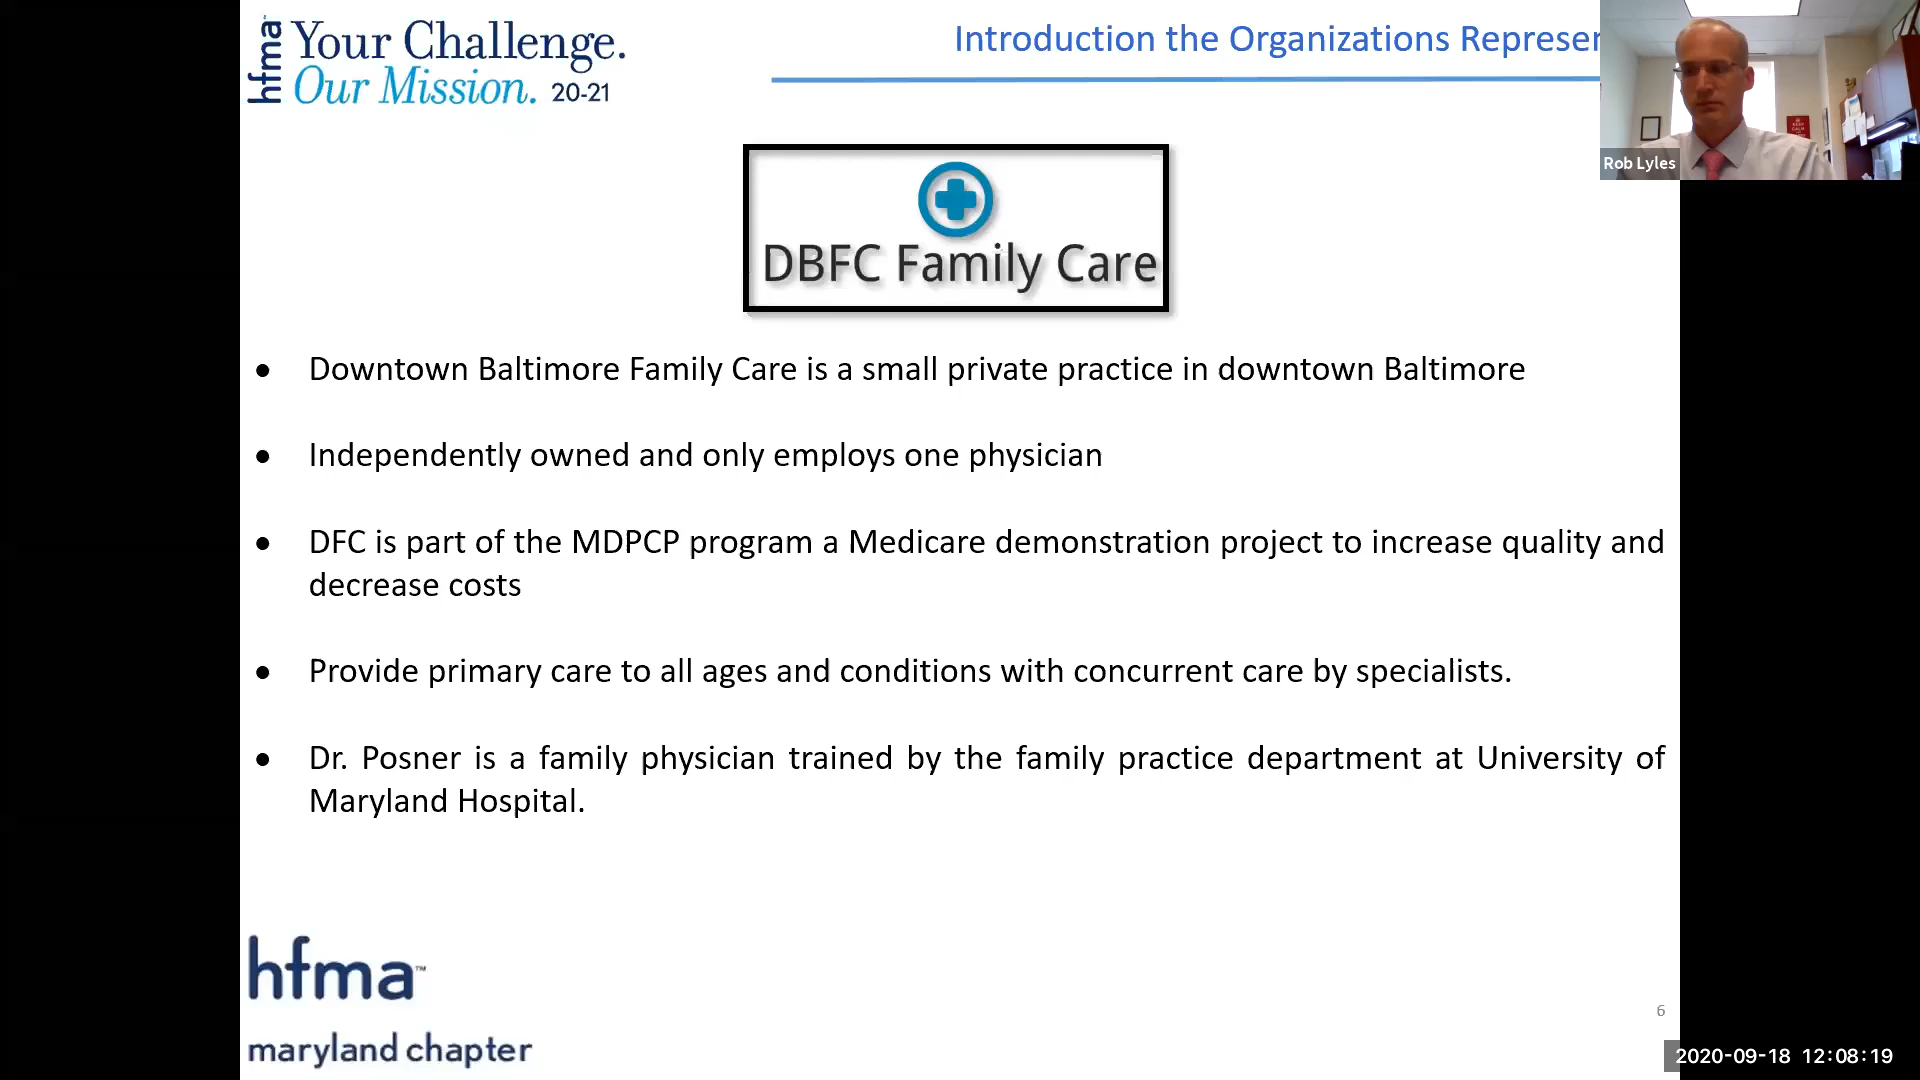 hfma
Your Challenge.
Our Mission. 20-21
Introduction the Organizations Represen
Rob Lyles
DBFC Family Care
• Downtown Baltimore Family Care is a small private practice in downtown Baltimore
• Independently owned and only employs one physician
• DFC is part of the MDPCP program a Medicare demonstration project to increase quality and
decrease costs
• Provide primary care to all ages and conditions with concurrent care by specialists.
• Dr. Posner is a family physician trained by the family practice department at University of
Maryland Hospital.
hfma™
maryland chapter
6
2020-09-18 12:08:19